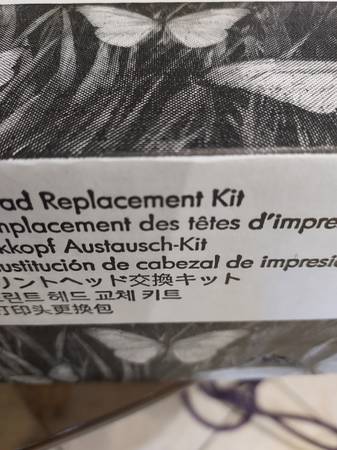 ad Replacement Kit
mplacement des têtes d'impre
kkopf Austausch-Kit
ustitución de cabezal de impresi
リントヘッド交換キット
린트 헤드 교체 키트
打印头更换包